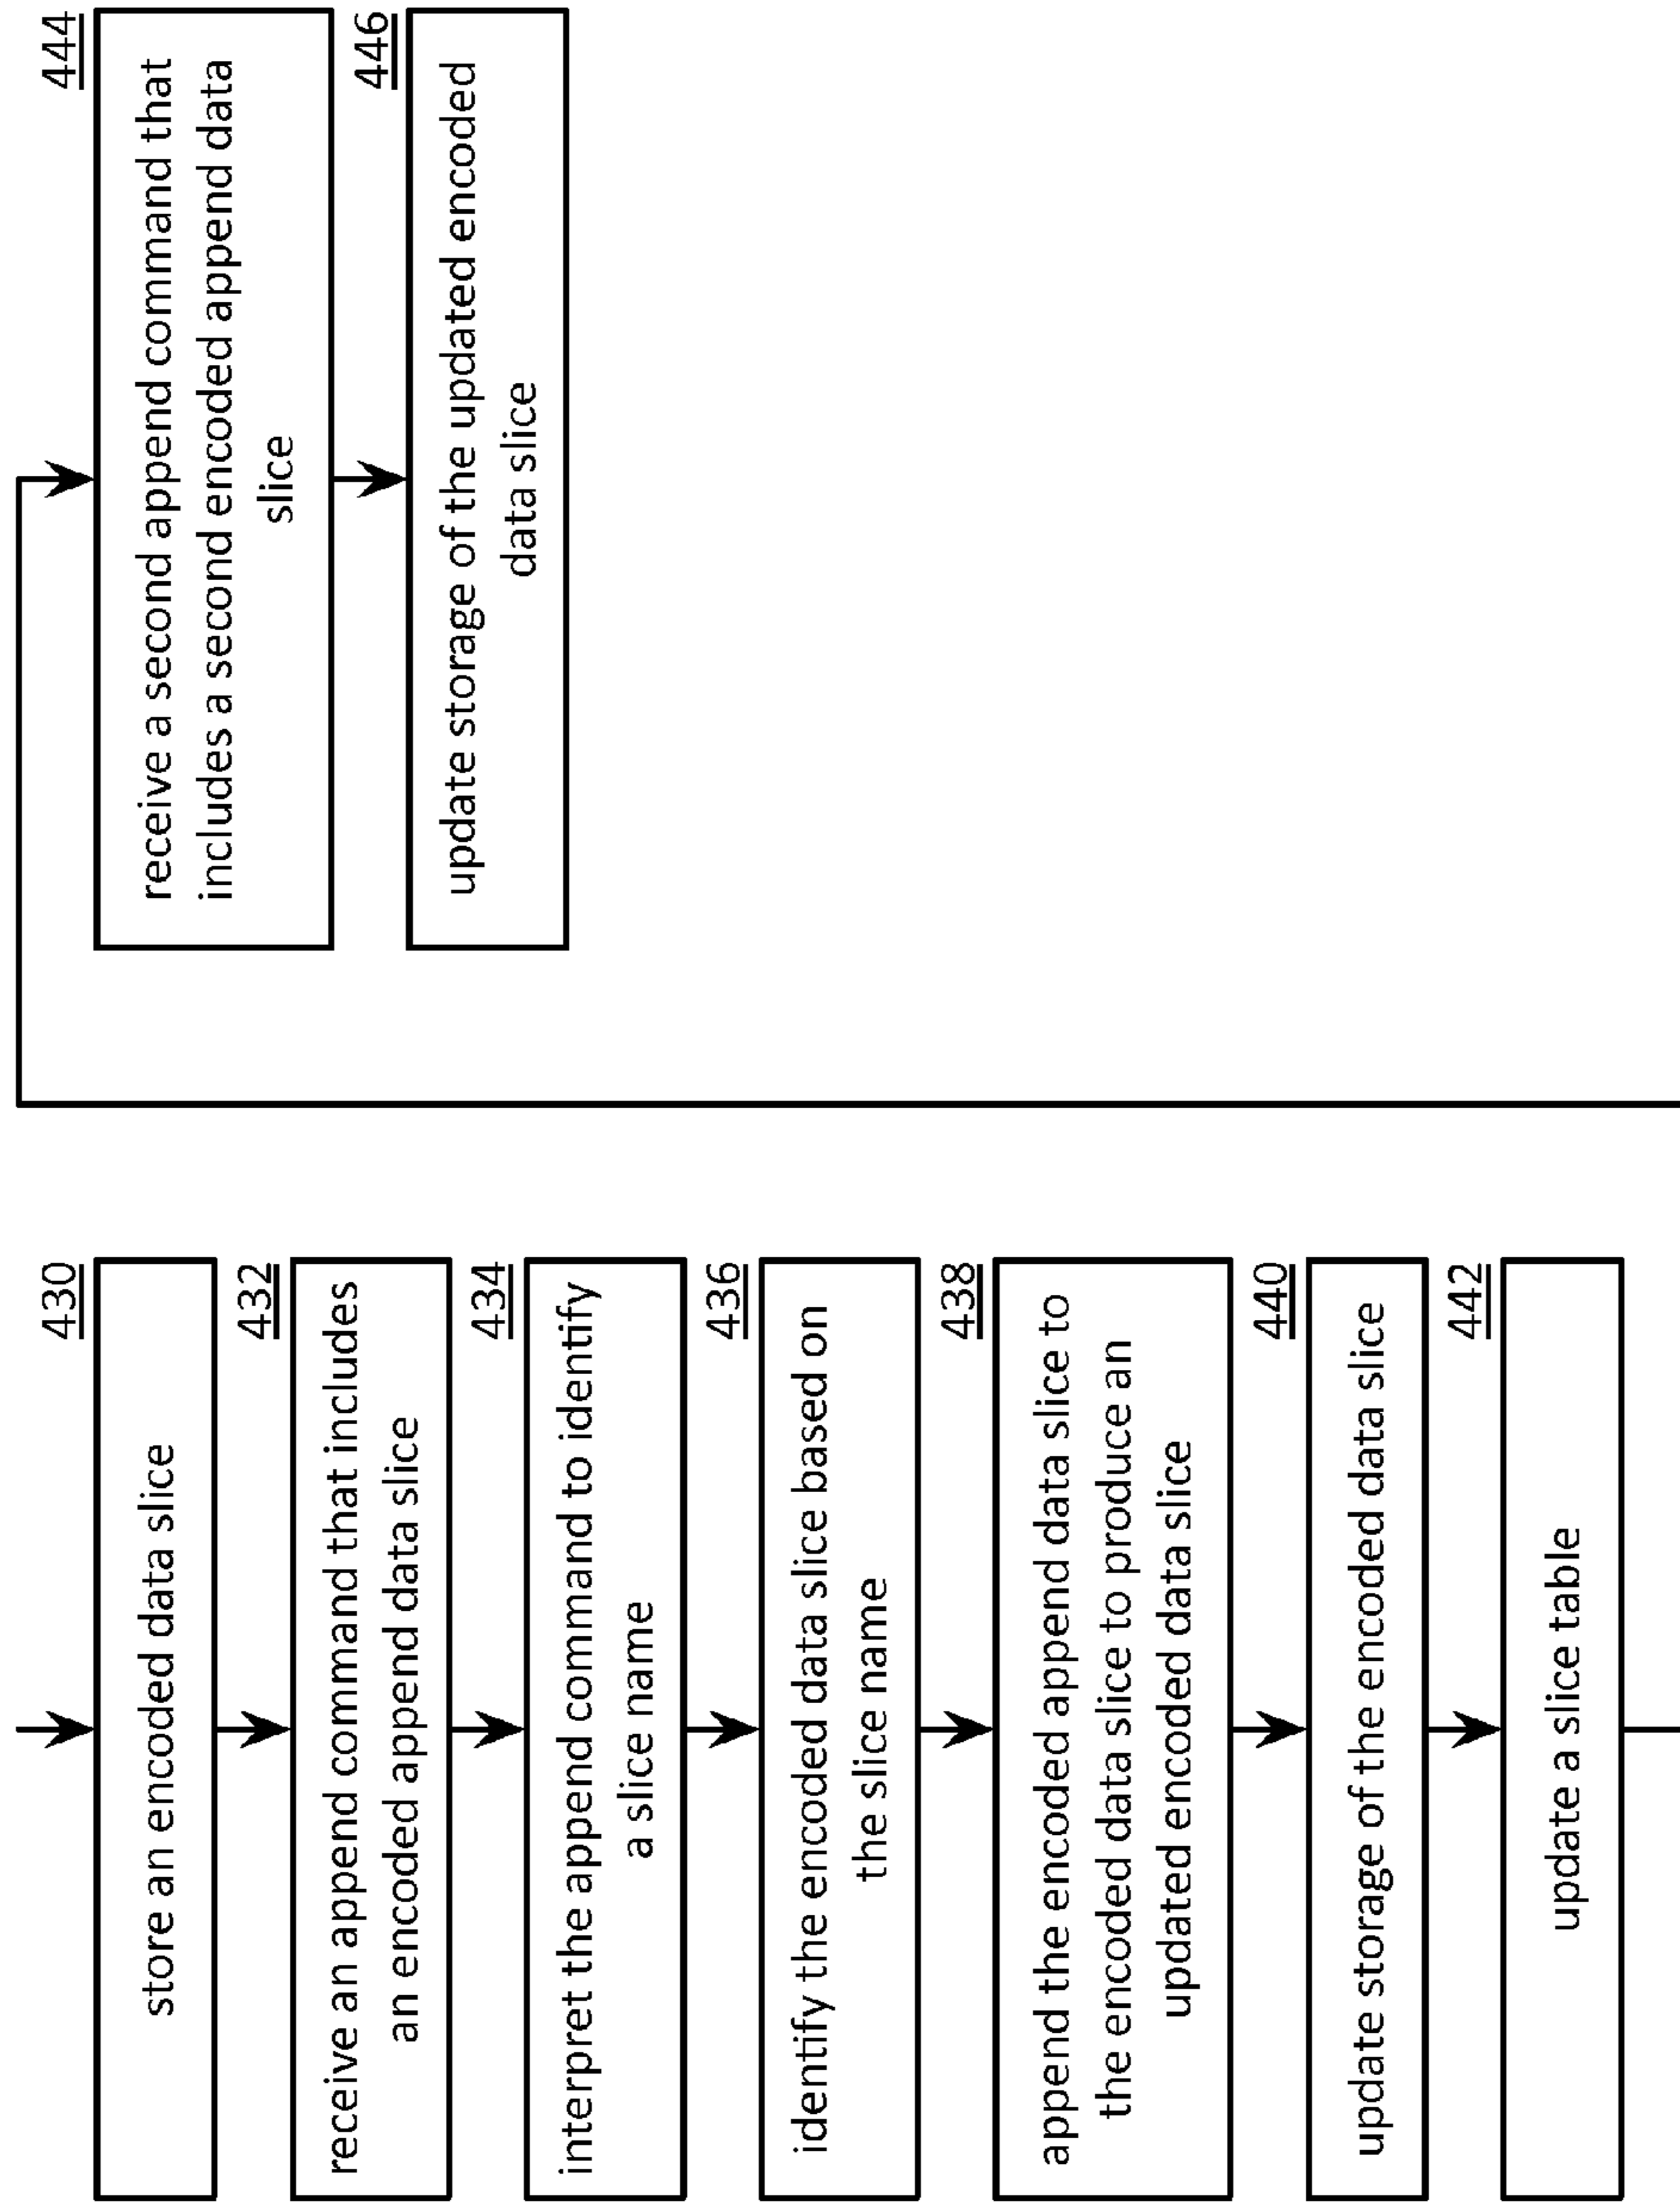 430
store an encoded data slice
432
receive an append command that includes
an encoded append data slice
434
interpret the append command to identify
a slice name
436
identify the encoded data slice based on
the slice name
438
append the encoded append data slice to
the encoded data slice to produce an
updated encoded data slice
440
update storage of the encoded data slice
442
update a slice table
444
receive a second append command that
includes a second encoded append data
slice
446
update storage of the updated encoded
data slice